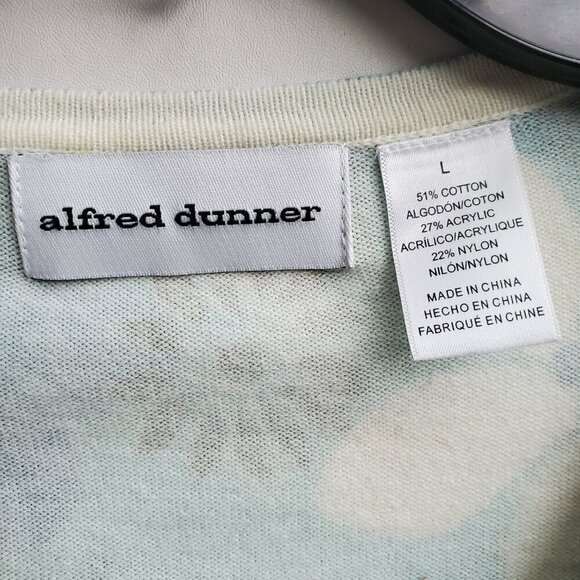 alfred dunner
L
51% COTTON
ALGODÓN/COTON
27% ACRYLIC
ACRÍLICO/ACRYLIQUE
22% NYLON
NILÓN/NYLON
MADE IN CHINA
HECHO EN CHINA
FABRIQUÉ EN CHINE